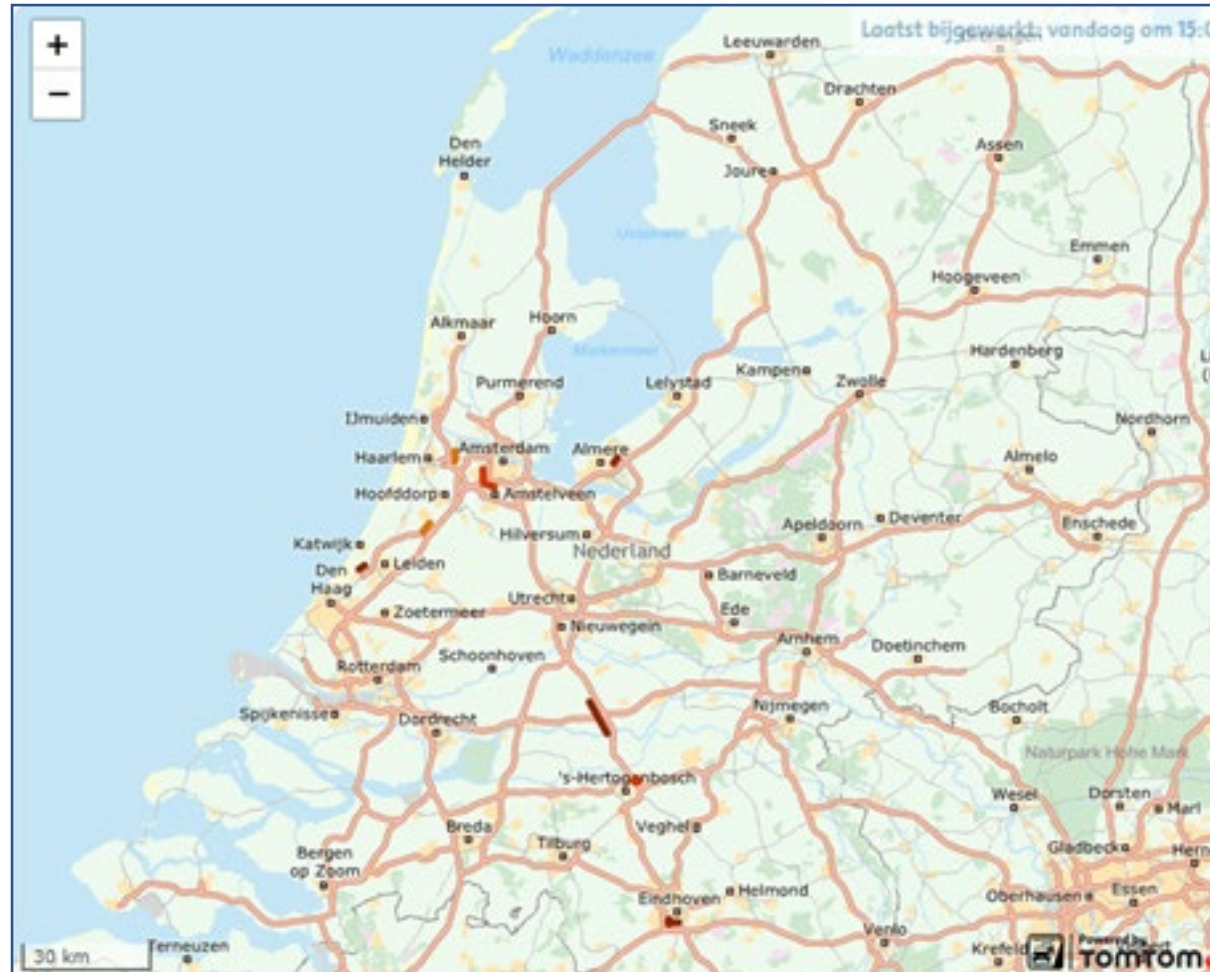 +
Laatst bijgewerkt: vandaag om 15:0
−
Leeuwarden
Groningen
Waddenzee
Drachten
Sneek
Assen
Den
Helder
Joure
IJsselmeer
Emmen
Hoogeveen
Hoorn
Alkmaar
Markermeer
Hardenberg
Kampen
Purmerend
Lelystad
Zwolle
IJmuiden
Nordhorn
Haarlem
Amsterdam
Almere
Almelo
Hoofddorp
Amstelveen
Apeldoorn
Deventer
Enschede
Katwijk
Hilversum
Nederland
Leiden
Den
Haag
Barneveld
Zoetermeer
Utrecht
Ede
Nieuwegein
Arnhem
Doetinchem
Schoonhoven
Rotterdam
Spijkenisse
Dordrecht
Nijmegen
Bocholt
Naturpark Hohe Mark
's-Hertogenbosch
Wesel
Dorsten
Marl
Breda
Tilburg
Veghel
Gladbeck
Hern
Bergen
op Zoom
Helmond
Eindhoven
Oberhausen
Essen
Venlo
Terneuzen
30 km
Krefeld
Powered by
TOMTOM